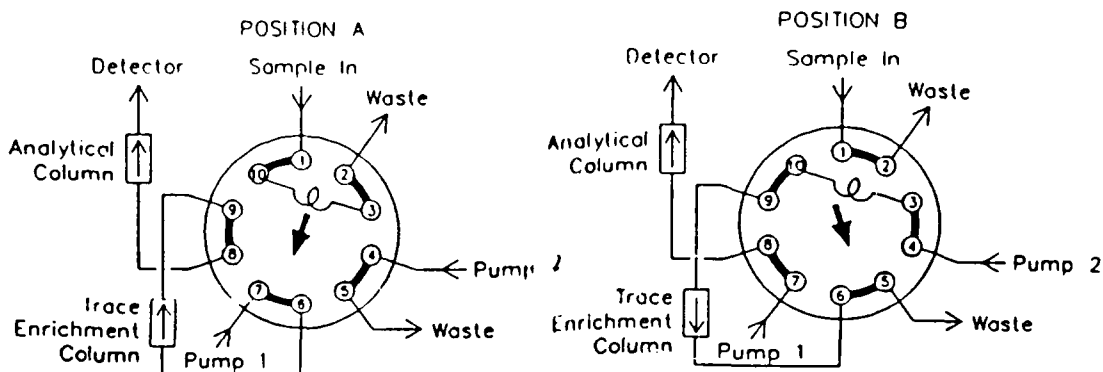 POSITION A
Detector
Sample In
Waste
Analytical
Column
1
10
2
9
3
8
4
7
6
5
Pump
Trace
Enrichment
Column
Pump 1
Waste
POSITION B
Detector
Sample In
Waste
Analytical
Column
1
10
2
9
3
8
4
7
6
5
Pump 2
Trace
Enrichment
Column
Pump 1
Waste